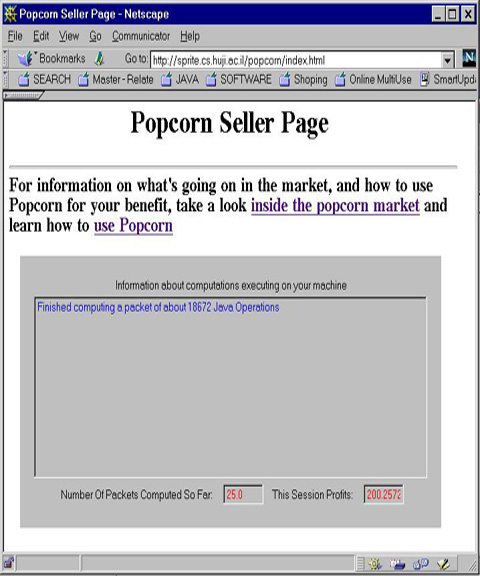 Popcorn Seller Page - Netscape
File Edit View Go Communicator Help
Bookmarks Go to: http://sprite.cs.huji.ac.il/popcorn/index.html N
SEARCH Master-Relate JAVA SOFTWARE Shoping Online MultiUse SmartUpda
Popcorn Seller Page
For information on what's going on in the market, and how to use
Popcorn for your benefit, take a look inside the popcorn market and
learn how to use Popcorn
Information about computations executing on your machine
Finished computing a packet of about 18672 Java Operations
Number Of Packets Computed So Far: 25.0 This Session Profits: 200.2572